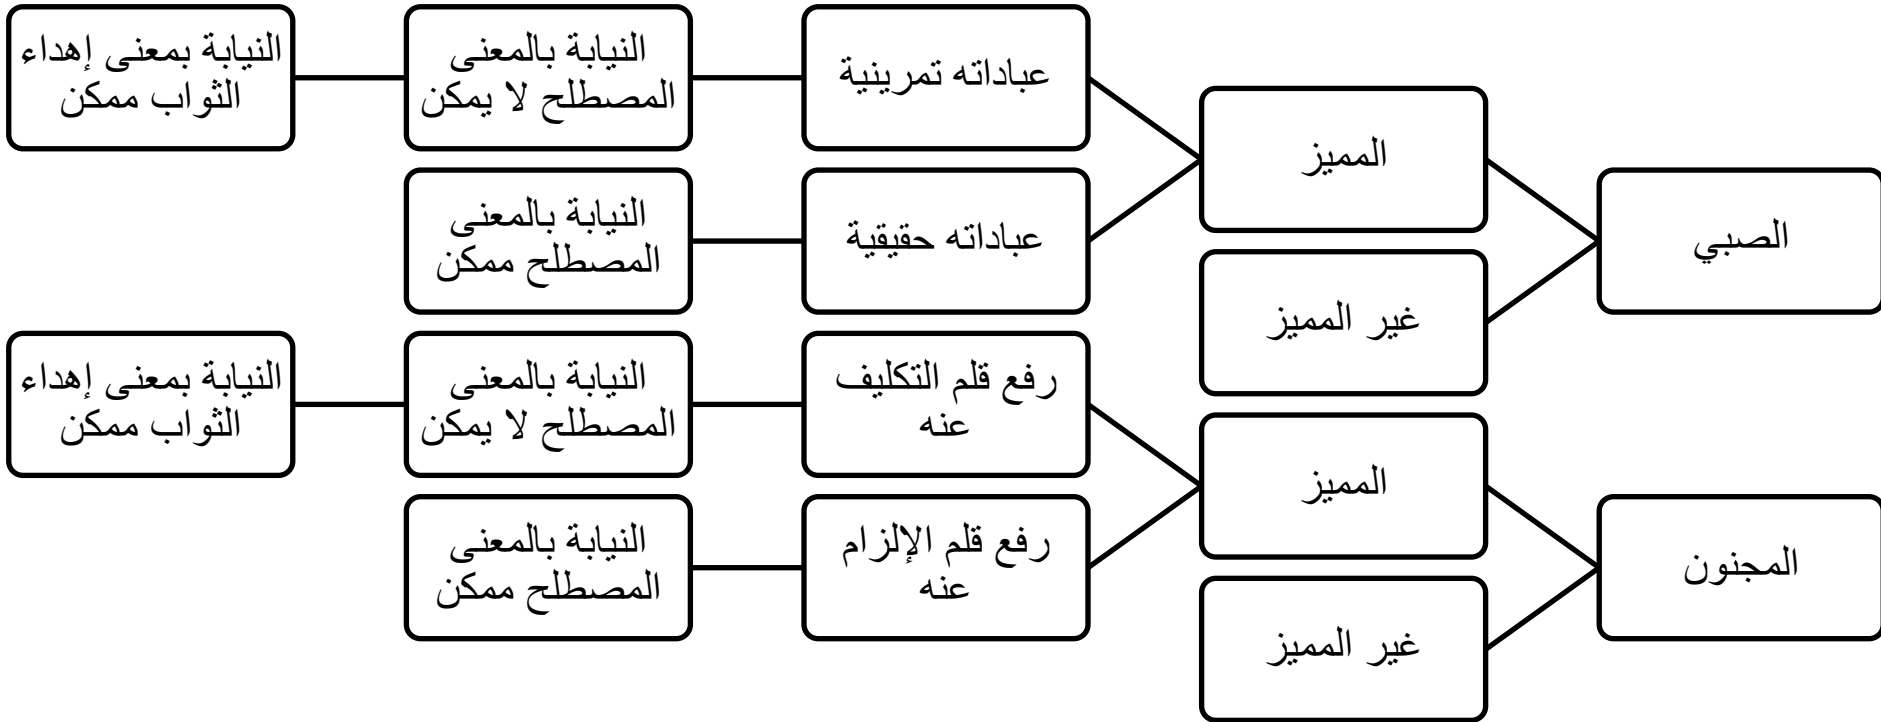 الصبي
المميز
عباداته تمرينية
النيابة بالمعنى
المصطلح لا يمكن
النيابة بمعنى إهداء
الثواب ممكن
عباداته حقيقية
النيابة بالمعنى
المصطلح ممكن
غير المميز
المجنون
المميز
رفع قلم التكليف
عنه
النيابة بالمعنى
المصطلح لا يمكن
النيابة بمعنى إهداء
الثواب ممكن
رفع قلم الإلزام
عنه
النيابة بالمعنى
المصطلح ممكن
غير المميز